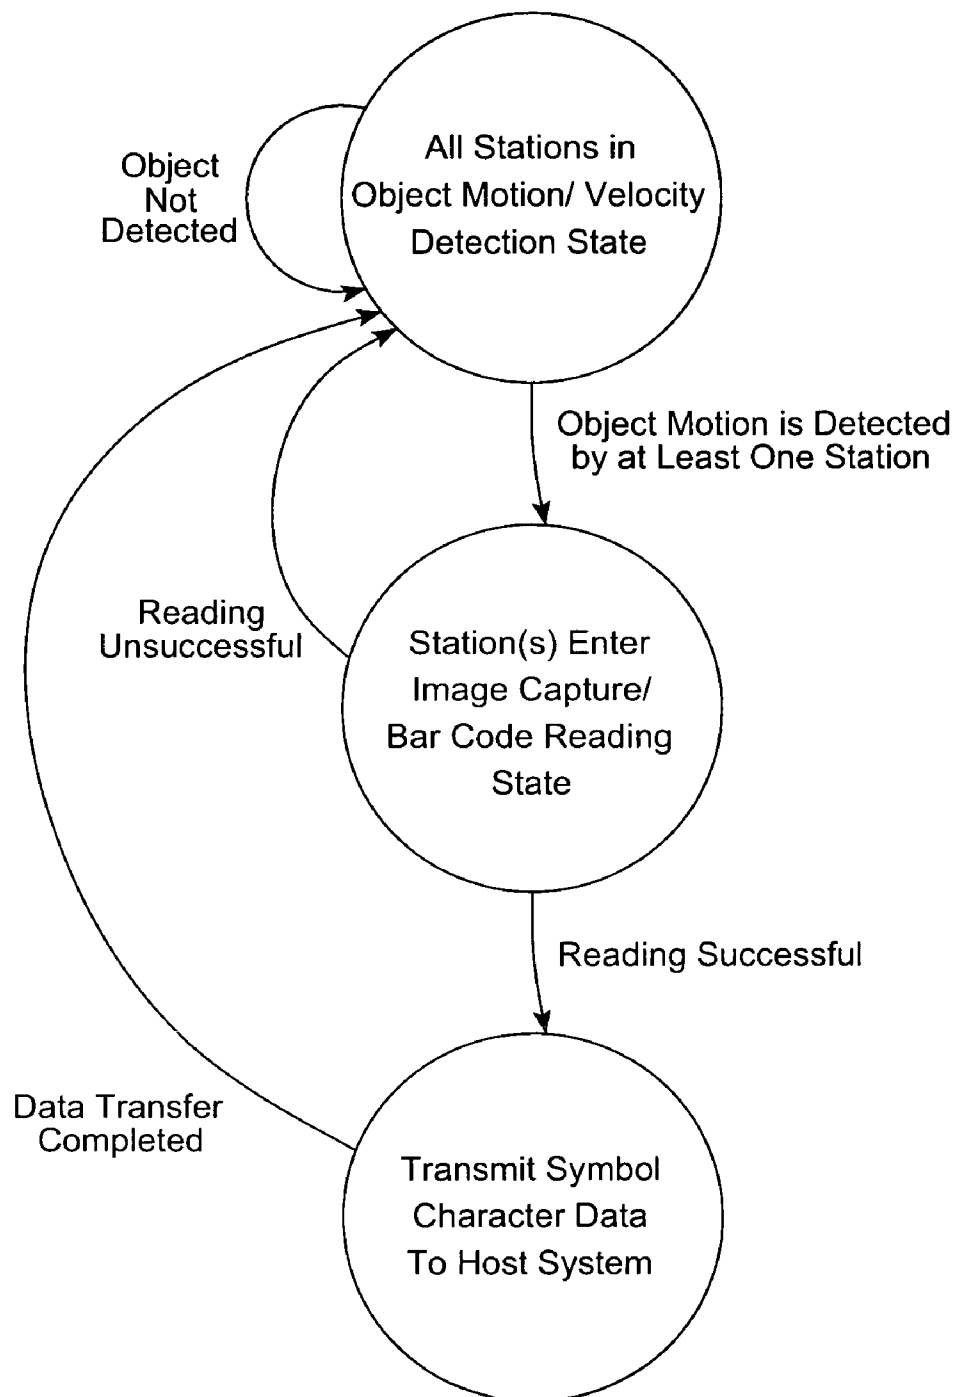 All Stations in
Object Motion/ Velocity
Detection State
Object
Not
Detected
Object Motion is Detected
by at Least One Station
Reading
Unsuccessful
Station(s) Enter
Image Capture/
Bar Code Reading
State
Reading Successful
Data Transfer
Completed
Transmit Symbol
Character Data
To Host System